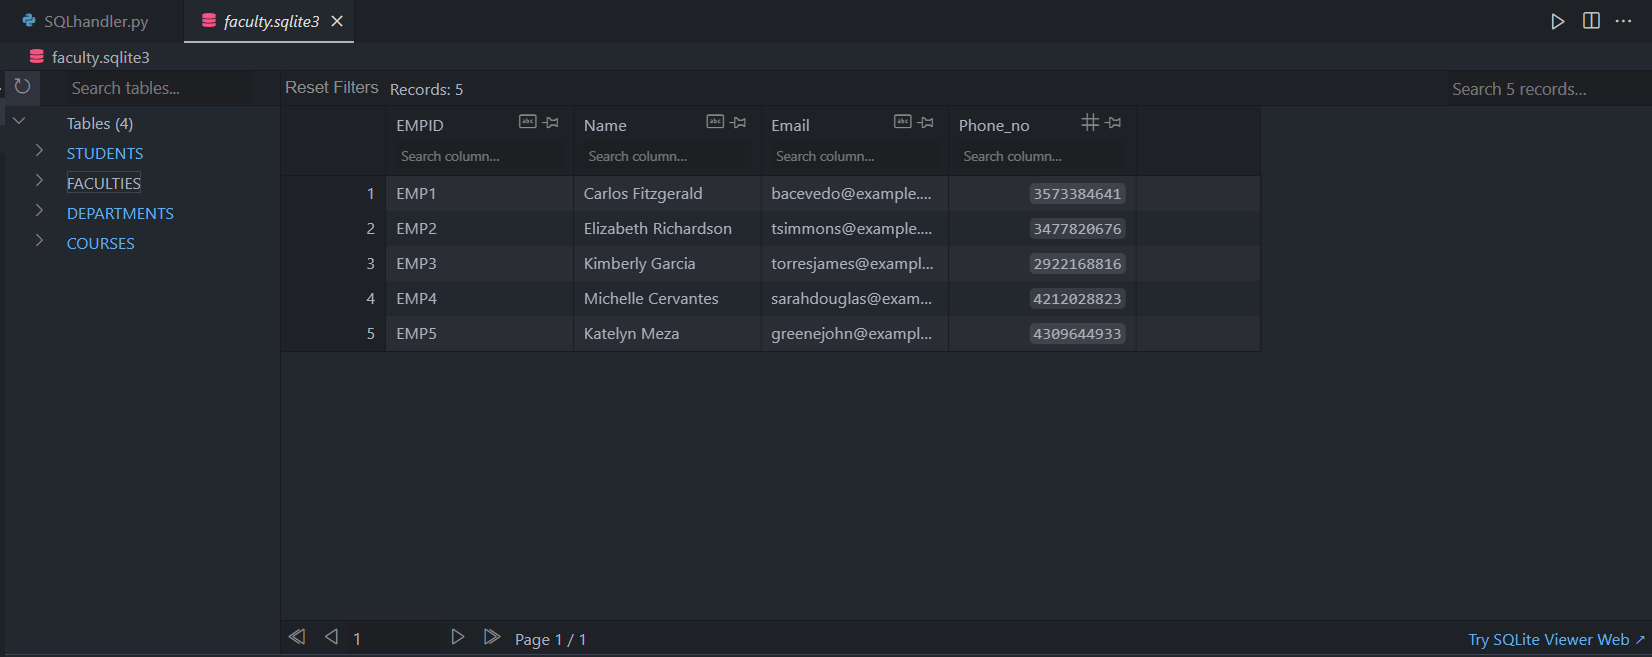 SQLhandler.py faculty.sqlite3
faculty.sqlite3
Search tables... Reset Filters Records: 5 Search 5 records...
Tables (4)
STUDENTS
FACULTIES
DEPARTMENTS
COURSES
EMPID abc Name abc Email abc Phone_no
Search column... Search column... Search column... Search column...
1 EMP1 Carlos Fitzgerald bacevedo@example.... 3573384641
2 EMP2 Elizabeth Richardson tsimmons@example.... 3477820676
3 EMP3 Kimberly Garcia torresjames@exampl... 2922168816
4 EMP4 Michelle Cervantes sarahdouglas@exam... 4212028823
5 EMP5 Katelyn Meza greenejohn@exampl... 4309644933
1 Page 1 / 1 Try SQLite Viewer Web ↗